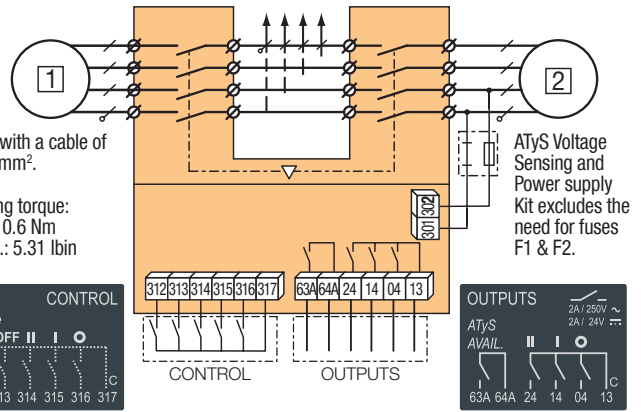 1
2
with a cable of
mm².
ng torque:
0.6 Nm
.: 5.31 lbin
ATyS Voltage
Sensing and
Power supply
Kit excludes the
need for fuses
F1 & F2.
301 302
312 313 314 315 316 317
63A 64A 24 14 04 13
CONTROL
OUTPUTS
CONTROL
e
OFF II I O
13 314 315 316 317
C
OUTPUTS
2A / 250V ~
2A / 24V ⎓
ATyS
AVAIL. II I O
C
63A 64A 24 14 04 13